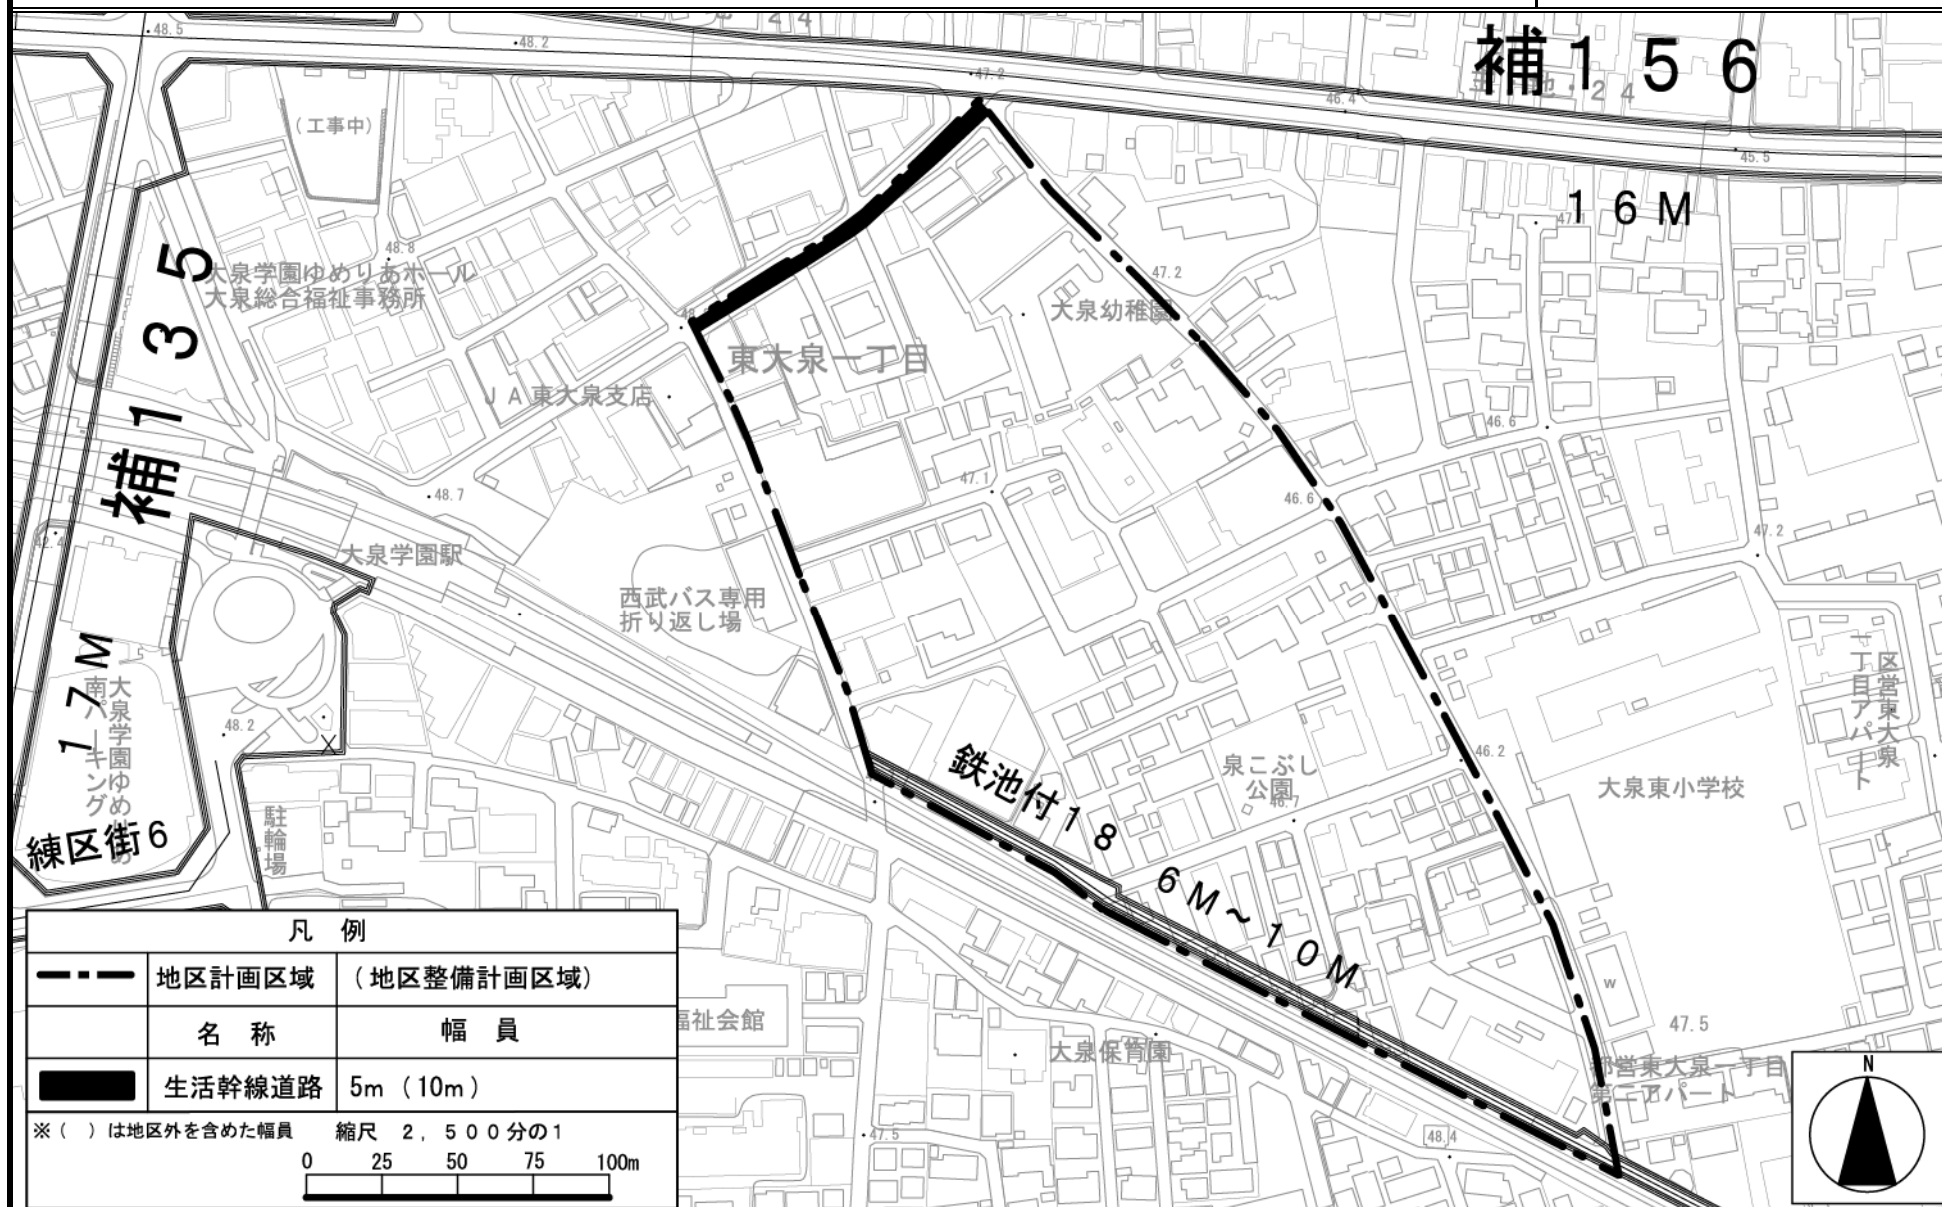 48.5
48.2
47.2
補156
46.4
45.5
(工事中)
16M
47.1
48.8
大泉学園ゆめりあホール
大泉総合福祉事務所
補135
17M
47.2
大泉幼稚園
東大泉一丁目
JA東大泉支店
46.6
47.1
46.6
48.7
47.2
42.4
大泉学園駅
西武バス専用
折り返し場
大泉学園ゆめりあ
南パーキング
48.2
46.2
泉こぶし
公園
46.7
大泉東小学校
区営東大泉
一丁目アパート
鉄池付18
6M～10M
練区街6
駐輪場
W
47.5
福祉会館
大泉保育園
都営東大泉一丁目
第二アパート
47.5
48.4
凡 例
地区計画区域 (地区整備計画区域)
名 称 幅 員
生活幹線道路 5m (10m)
※( )は地区外を含めた幅員 縮尺 2,500分の1
0 25 50 75 100m
N